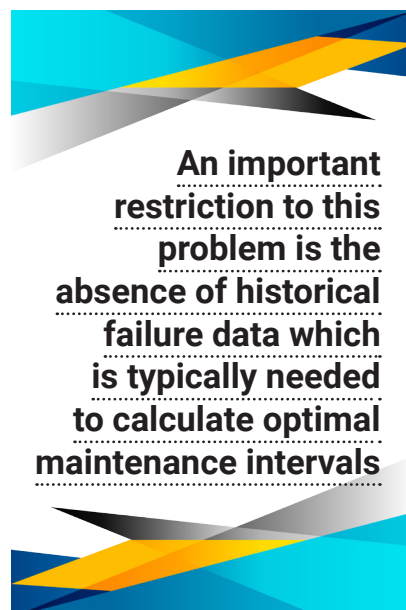 An important
restriction to this
problem is the
absence of historical
failure data which
is typically needed
to calculate optimal
maintenance intervals